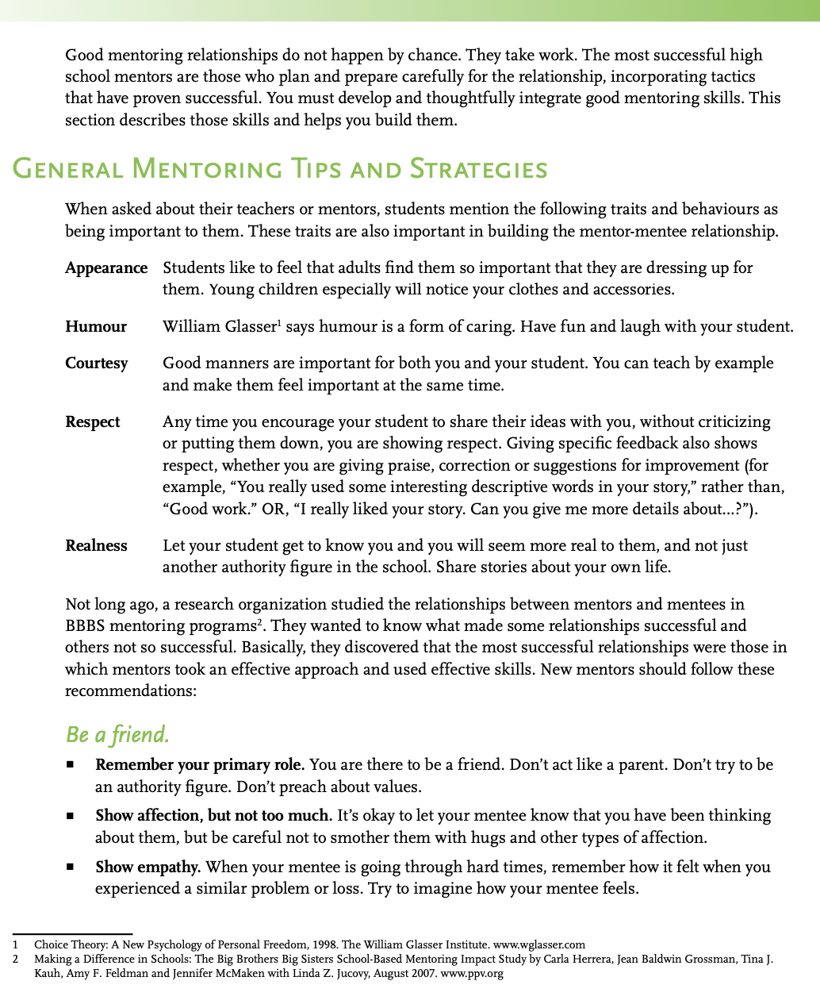 Good mentoring relationships do not happen by chance. They take work. The most successful high
school mentors are those who plan and prepare carefully for the relationship, incorporating tactics
that have proven successful. You must develop and thoughtfully integrate good mentoring skills. This
section describes those skills and helps you build them.
General Mentoring Tips and Strategies
When asked about their teachers or mentors, students mention the following traits and behaviours as
being important to them. These traits are also important in building the mentor-mentee relationship.
Appearance Students like to feel that adults find them so important that they are dressing up for
them. Young children especially will notice your clothes and accessories.
Humour William Glasser1 says humour is a form of caring. Have fun and laugh with your student.
Courtesy Good manners are important for both you and your student. You can teach by example
and make them feel important at the same time.
Respect Any time you encourage your student to share their ideas with you, without criticizing
or putting them down, you are showing respect. Giving specific feedback also shows
respect, whether you are giving praise, correction or suggestions for improvement (for
example, “You really used some interesting descriptive words in your story,” rather than,
“Good work.” OR, “I really liked your story. Can you give me more details about...?”).
Realness Let your student get to know you and you will seem more real to them, and not just
another authority figure in the school. Share stories about your own life.
Not long ago, a research organization studied the relationships between mentors and mentees in
BBBS mentoring programs2. They wanted to know what made some relationships successful and
others not so successful. Basically, they discovered that the most successful relationships were those in
which mentors took an effective approach and used effective skills. New mentors should follow these
recommendations:
Be a friend.
■ Remember your primary role. You are there to be a friend. Don’t act like a parent. Don’t try to be
an authority figure. Don’t preach about values.
■ Show affection, but not too much. It’s okay to let your mentee know that you have been thinking
about them, but be careful not to smother them with hugs and other types of affection.
■ Show empathy. When your mentee is going through hard times, remember how it felt when you
experienced a similar problem or loss. Try to imagine how your mentee feels.
1 Choice Theory: A New Psychology of Personal Freedom, 1998. The William Glasser Institute. www.wglasser.com
2 Making a Difference in Schools: The Big Brothers Big Sisters School-Based Mentoring Impact Study by Carla Herrera, Jean Baldwin Grossman, Tina J.
Kauh, Amy F. Feldman and Jennifer McMaken with Linda Z. Jucovy, August 2007. www.ppv.org